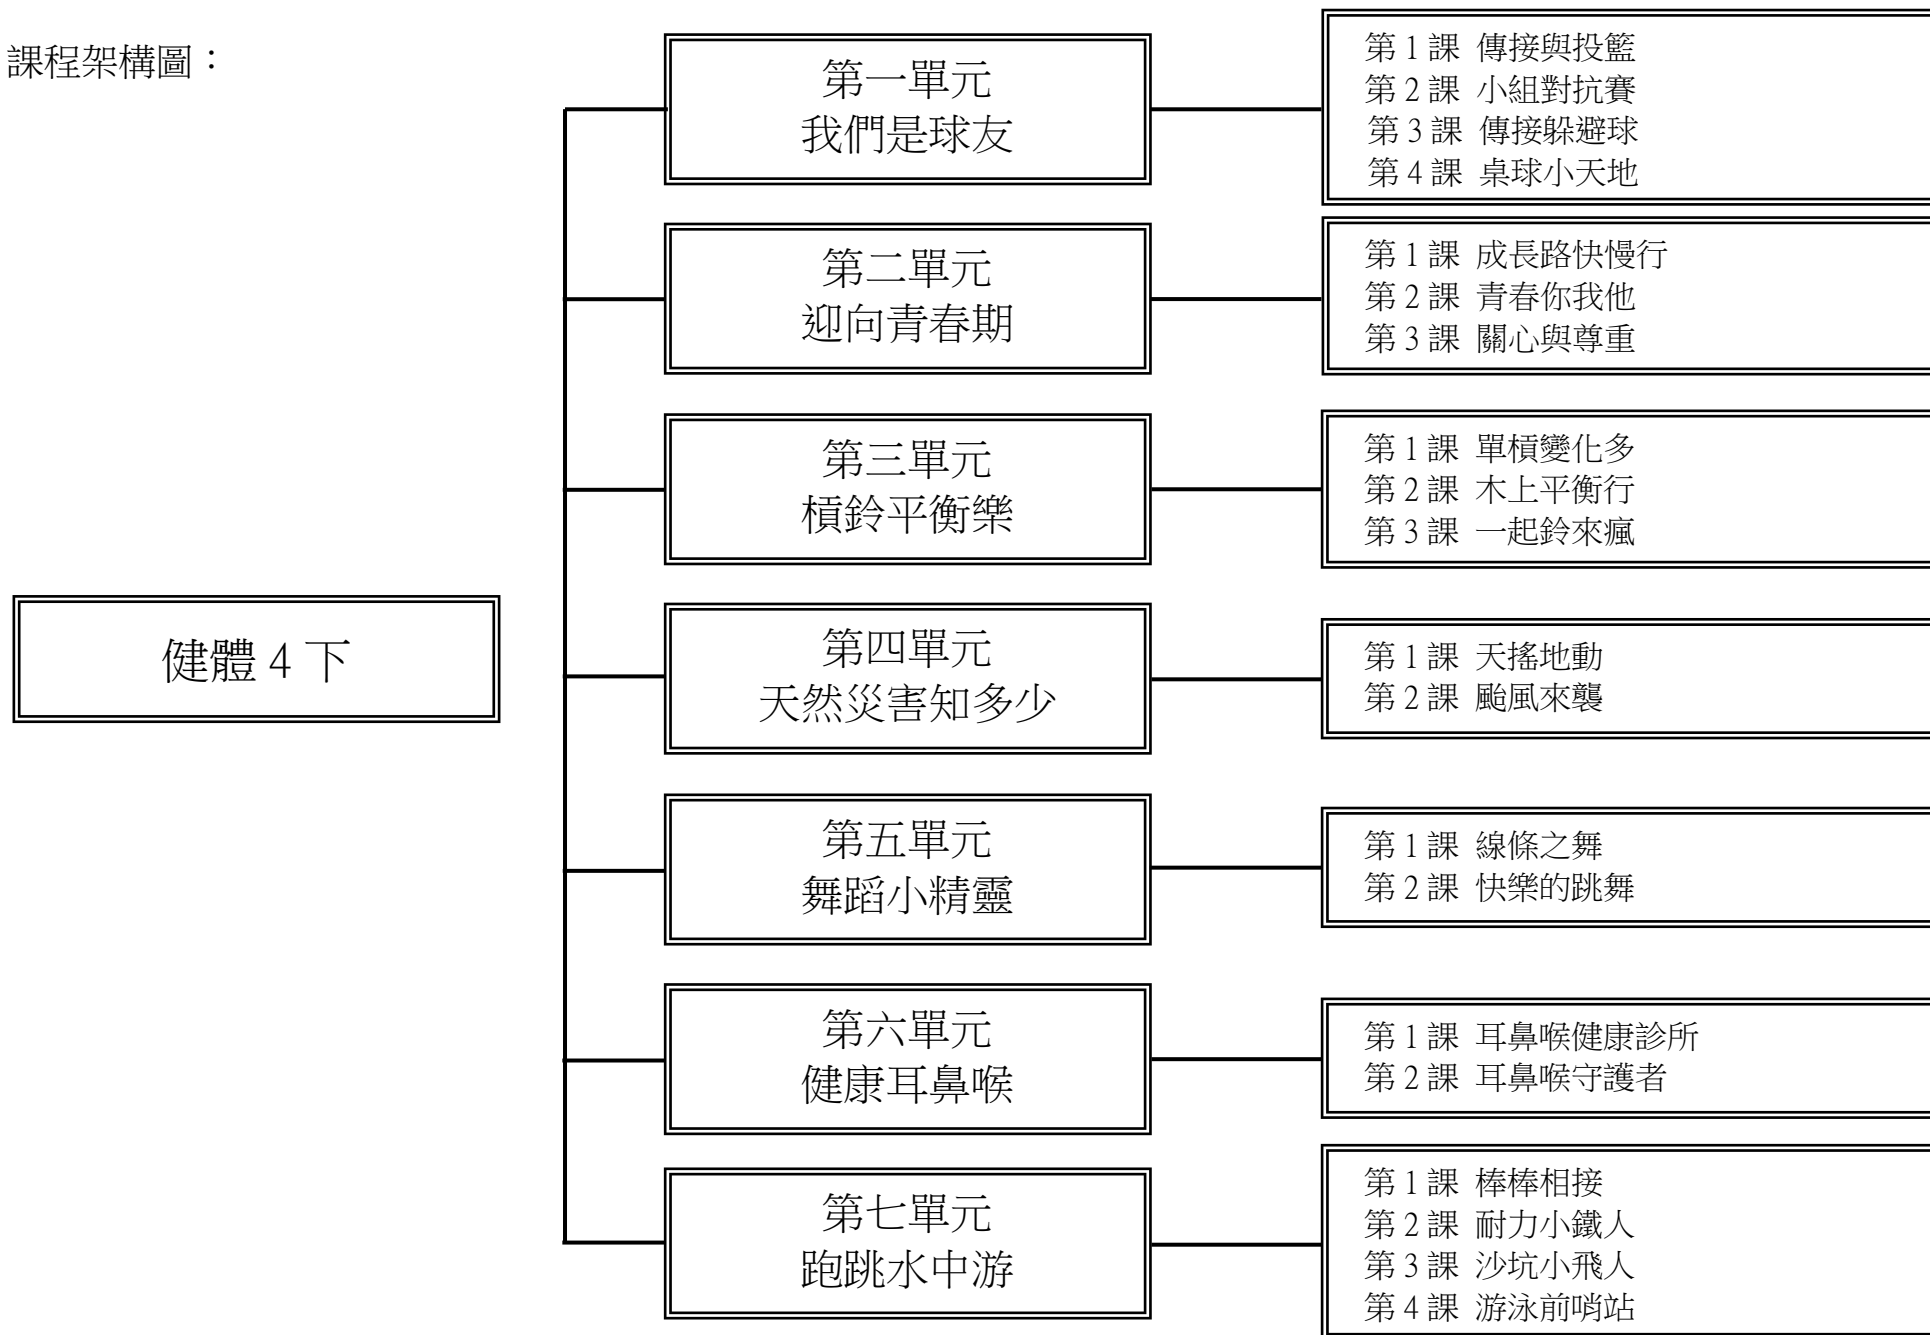 課程架構圖：
健體 4 下
第一單元
我們是球友
第 1 課 傳接與投籃
第 2 課 小組對抗賽
第 3 課 傳接躲避球
第 4 課 桌球小天地
第二單元
迎向青春期
第 1 課 成長路快慢行
第 2 課 青春你我他
第 3 課 關心與尊重
第三單元
槓鈴平衡樂
第 1 課 單槓變化多
第 2 課 木上平衡行
第 3 課 一起鈴來瘋
第四單元
天然災害知多少
第 1 課 天搖地動
第 2 課 颱風來襲
第五單元
舞蹈小精靈
第 1 課 線條之舞
第 2 課 快樂的跳舞
第六單元
健康耳鼻喉
第 1 課 耳鼻喉健康診所
第 2 課 耳鼻喉守護者
第七單元
跑跳水中游
第 1 課 棒棒相接
第 2 課 耐力小鐵人
第 3 課 沙坑小飛人
第 4 課 游泳前哨站